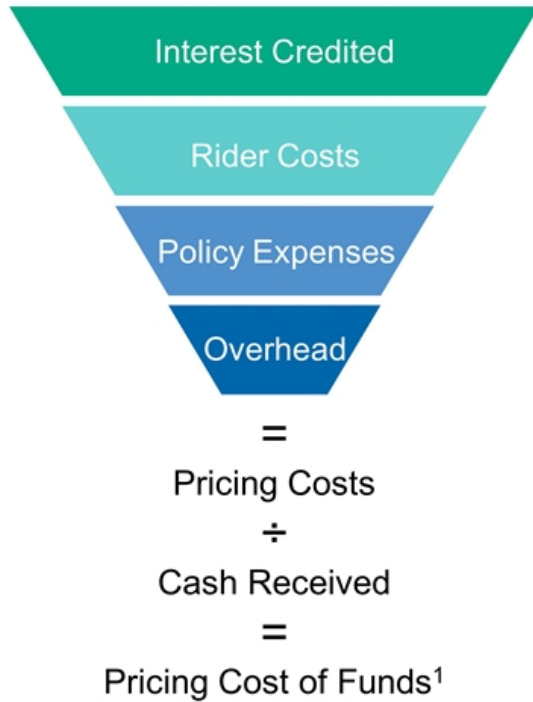 Interest Credited
Rider Costs
Policy Expenses
Overhead
=
Pricing Costs
÷
Cash Received
=
Pricing Cost of Funds¹